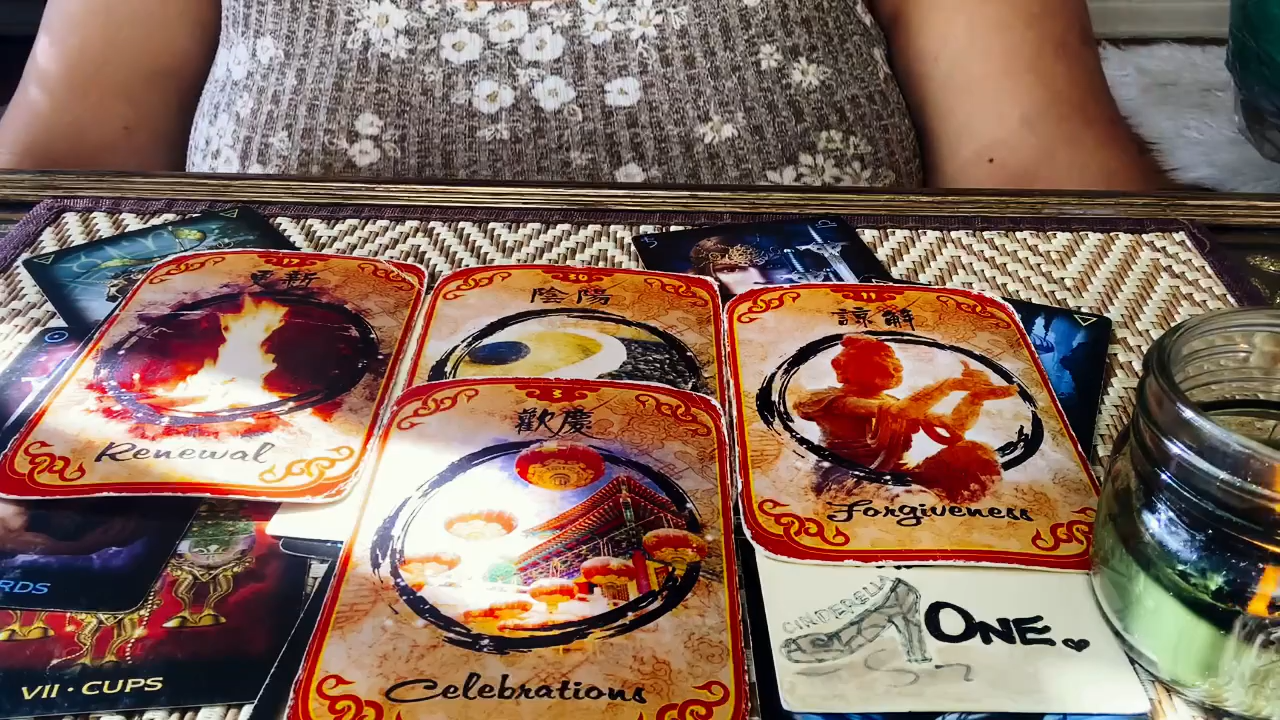 更新
Renewal
陰陽
諒解
Forgiveness
歡慶
Celebrations
RDS
VII · CUPS
CINDERELLA
ONE.